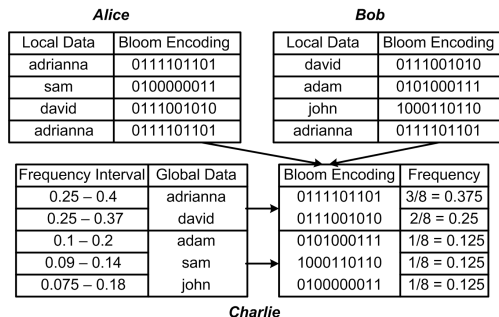 Alice Bob
Local Data Bloom Encoding Local Data Bloom Encoding
adrianna 0111101101 david 0111001010
sam 0100000011 adam 0101000111
david 0111001010 john 1000110110
adrianna 0111101101 adrianna 0111101101
Frequency Interval Global Data Bloom Encoding Frequency
0.25 – 0.4 adrianna 0111101101 3/8 = 0.375
0.25 – 0.37 david 0111001010 2/8 = 0.25
0.1 – 0.2 adam 0101000111 1/8 = 0.125
0.09 – 0.14 sam 1000110110 1/8 = 0.125
0.075 – 0.18 john 0100000011 1/8 = 0.125
Charlie